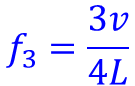 f₃ = 3v/4L